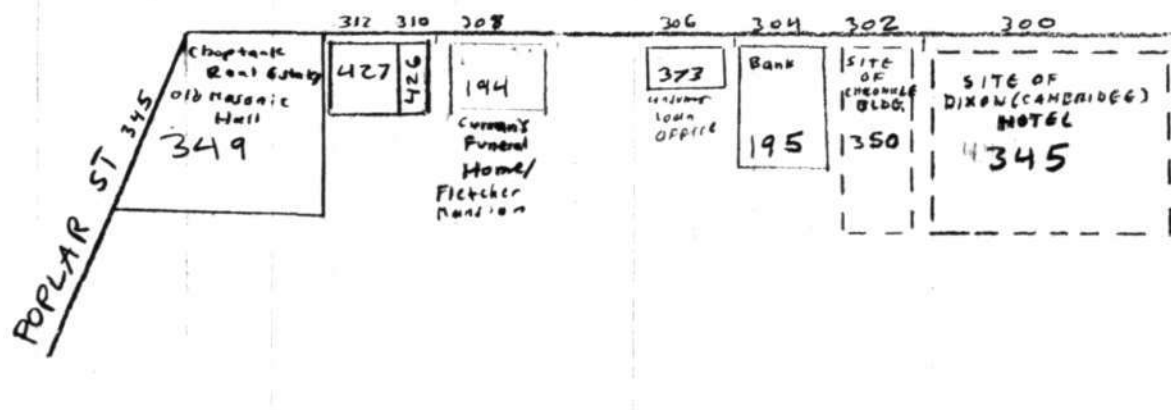 312 310 308 306 304 302 300
Choptank
Real Estate
Old Masonic
Hall
349
427
426
194
Curran's
Funeral
Home/
Fletcher
Mansion
373
Consumer
Loan
Office
Bank
195
SITE
OF
CHRONICLE
BLDG.
350
SITE OF
DIXON (CAMBRIDGE)
HOTEL
345
POPLAR ST 345